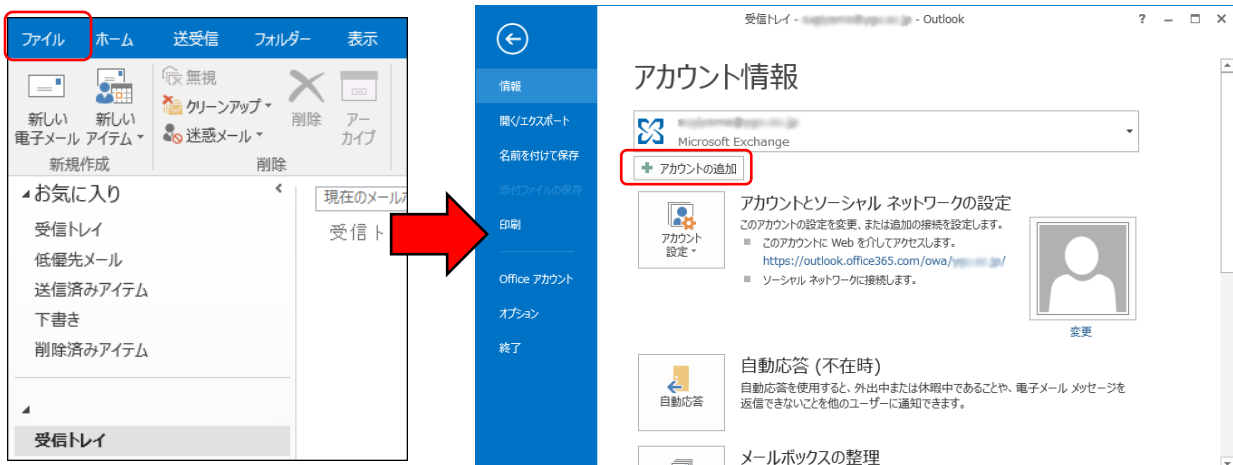 ファイル ホーム 送受信 フォルダー 表示
新しい
電子メール
新しい
アイテム
無視
クリーンアップ
迷惑メール
削除
アー
カイブ
新規作成
削除
お気に入り
受信トレイ
低優先メール
送信済みアイテム
下書き
削除済みアイテム
受信トレイ
現在のメール
受信ト
受信トレイ - - Outlook
情報
開く/エクスポート
名前を付けて保存
添付ファイルの保存
印刷
Office アカウント
オプション
終了
アカウント情報
Microsoft Exchange
アカウントの追加
アカウント
設定
アカウントとソーシャル ネットワークの設定
このアカウントの設定を変更、または追加の接続を設定します。
このアカウントに Web を介してアクセスします。
https://outlook.office365.com/owa/
ソーシャル ネットワークに接続します。
変更
自動応答
自動応答 (不在時)
自動応答を使用すると、外出中または休暇中であることや、電子メール メッセージを
返信できないことを他のユーザーに通知できます。
メールボックスの整理